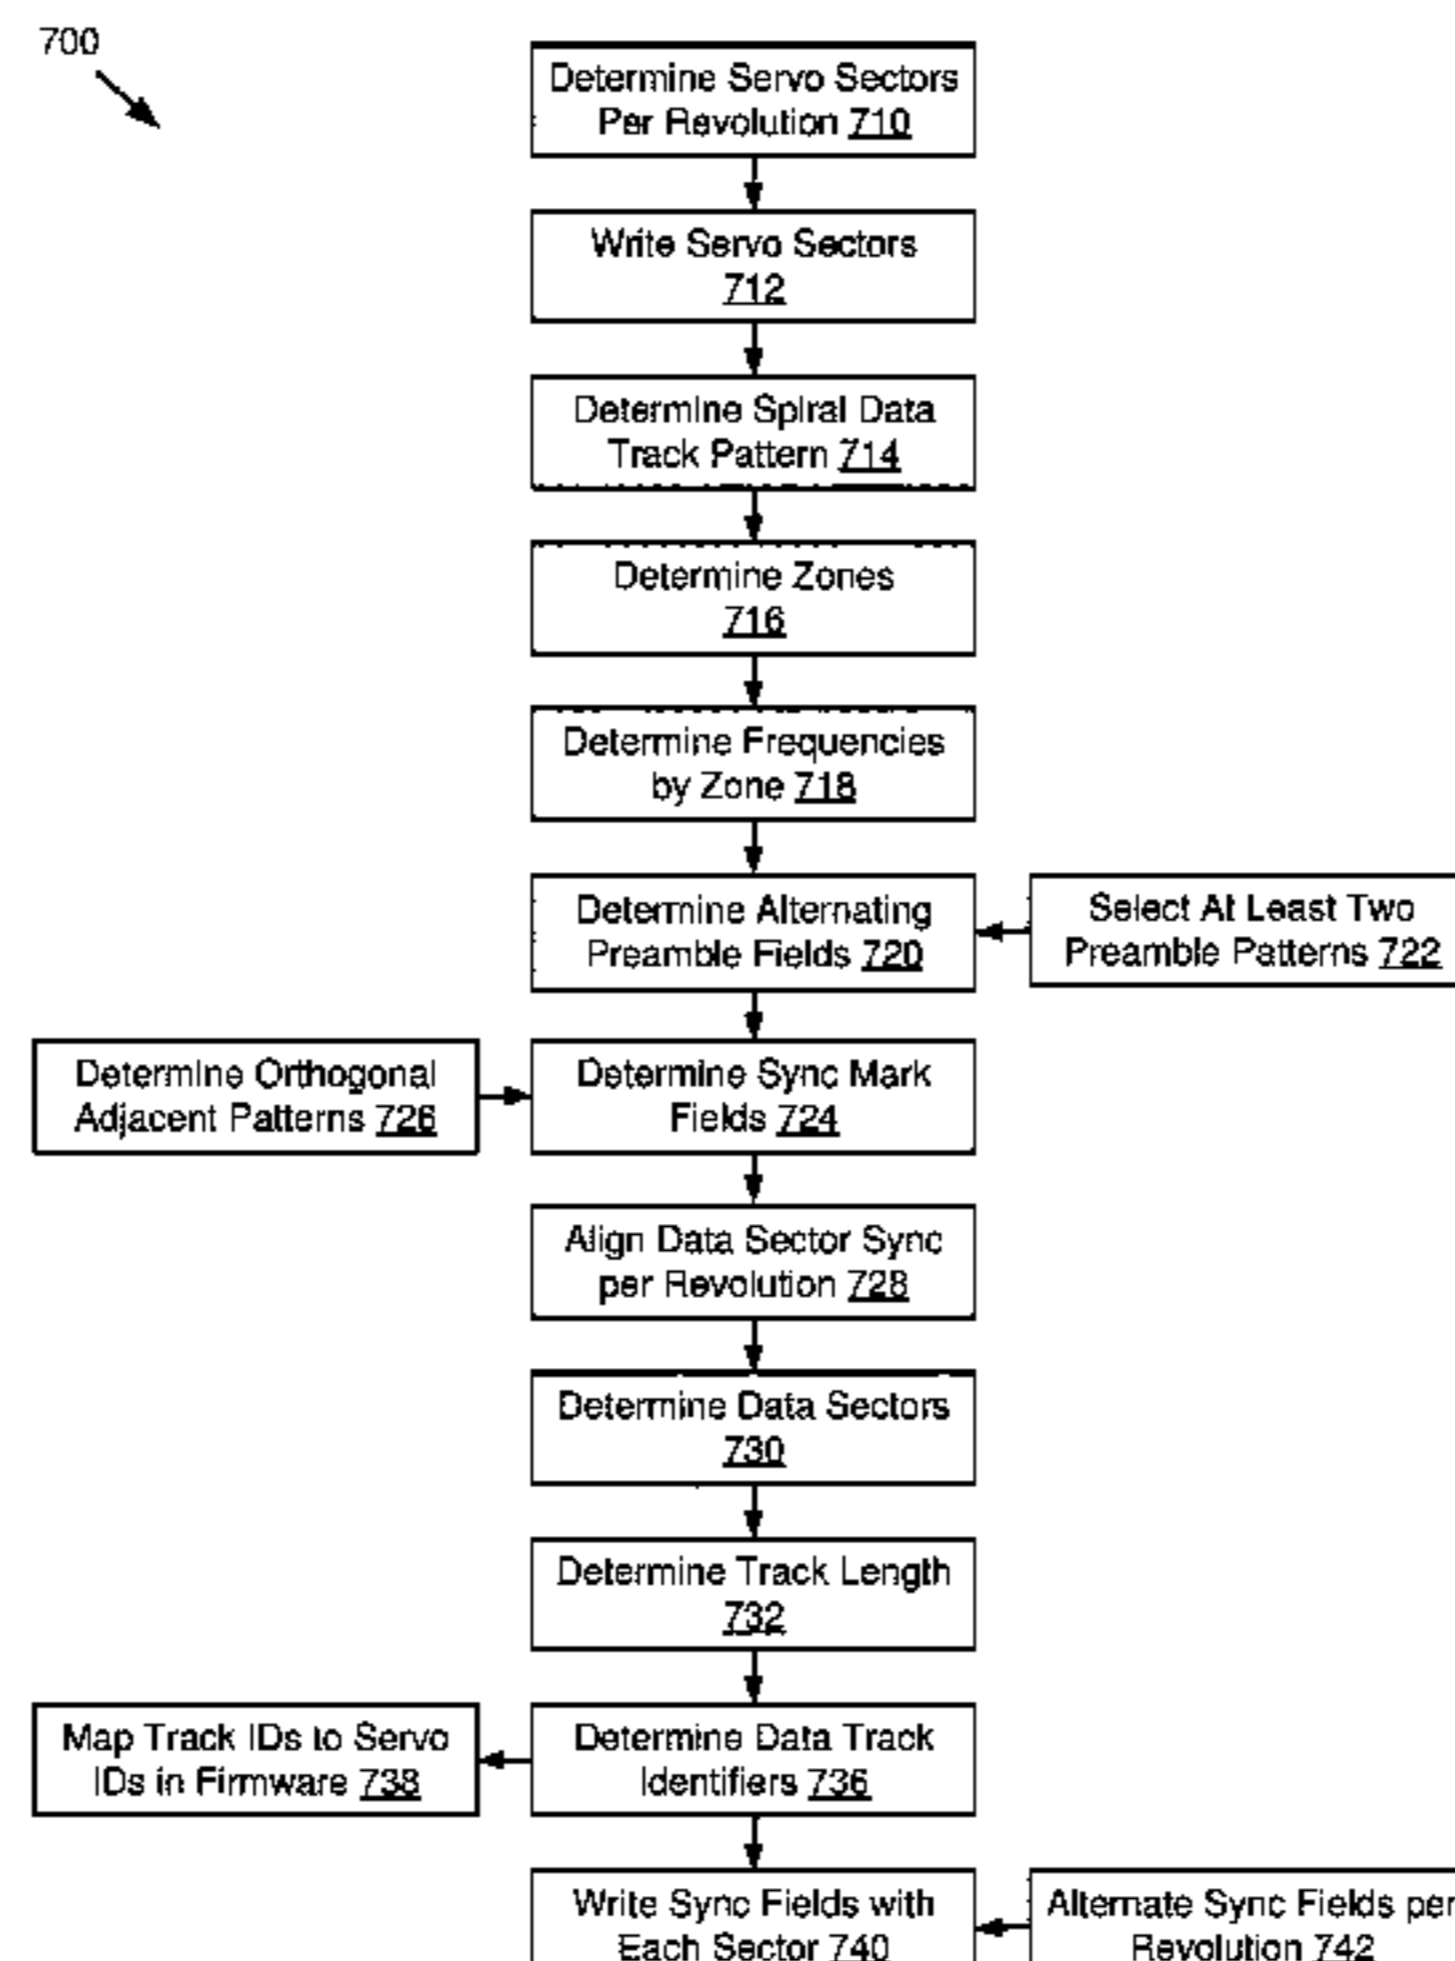 700
Determine Servo Sectors
Per Revolution 710
Write Servo Sectors
712
Determine Spiral Data
Track Pattern 714
Determine Zones
716
Determine Frequencies
by Zone 718
Determine Alternating
Preamble Fields 720
Select At Least Two
Preamble Patterns 722
Determine Orthogonal
Adjacent Patterns 726
Determine Sync Mark
Fields 724
Align Data Sector Sync
per Revolution 728
Determine Data Sectors
730
Determine Track Length
732
Map Track IDs to Servo
IDs in Firmware 738
Determine Data Track
Identifiers 736
Write Sync Fields with
Each Sector 740
Alternate Sync Fields per
Revolution 742